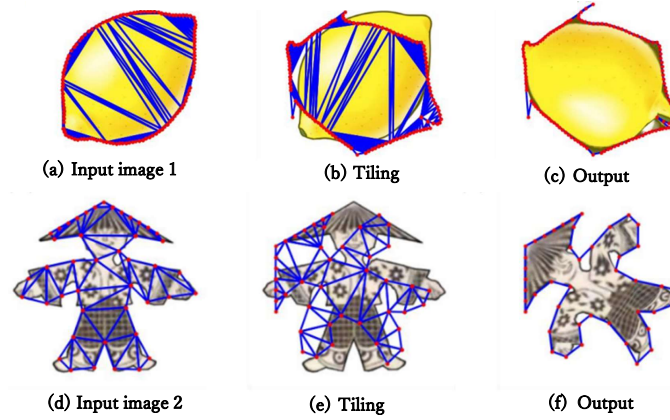 (a) Input image 1
(b) Tiling
(c) Output
(d) Input image 2
(e) Tiling
(f) Output